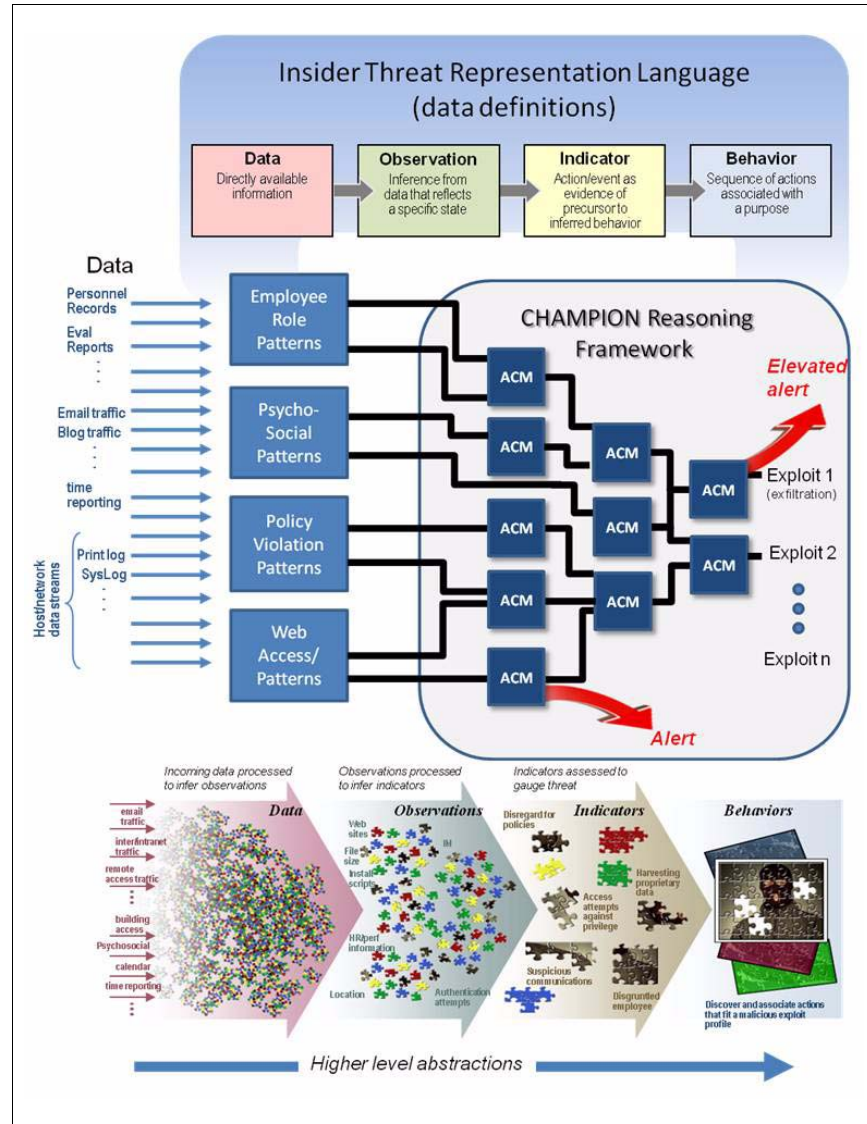 Insider Threat Representation Language
(data definitions)
Data
Directly available
information
Observation
Inference from
data that reflects
a specific state
Indicator
Action/event as
evidence of
precursor to
inferred behavior
Behavior
Sequence of actions
associated with
a purpose
Data
Personnel
Records
Eval
Reports
Email traffic
Blog traffic
time
reporting
Host/network
data streams
Print log
SysLog
Employee
Role
Patterns
Psycho-
Social
Patterns
Policy
Violation
Patterns
Web
Access/
Patterns
CHAMPION Reasoning
Framework
ACM
ACM
ACM
ACM
ACM
ACM
ACM
ACM
ACM
ACM
Elevated
alert
Exploit 1
(exfiltration)
Exploit 2
Exploit n
Alert
Incoming data processed
to infer observations
Observations processed
to infer indicators
Indicators assessed to
gauge threat
Data
Observations
Indicators
Behaviors
email
traffic
inter/intranet
traffic
remote
access traffic
building
access
Psychosocial
calendar
time reporting
Web
sites
File
size
Install
scripts
HR/perf
information
Location
Authentication
attempts
Disregard for
policies
Harvesting
proprietary
data
Access
attempts
against
privilege
Suspicious
communications
Disgruntled
employee
Discover and associate actions
that fit a malicious exploit
profile
Higher level abstractions